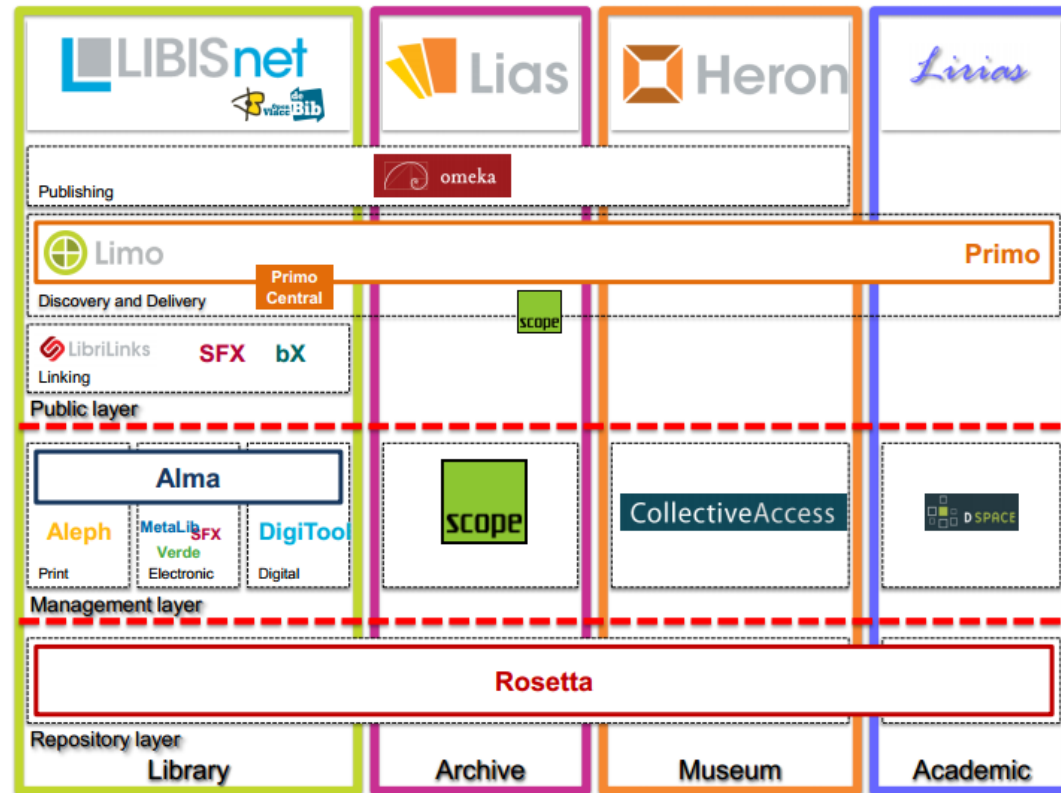 LIBISnet
Open Vlacc
de Bib
Lias
Heron
Lirias
omeka
Publishing
Limo
Primo
Primo
Central
Discovery and Delivery
scope
LibriLinks
SFX
bX
Linking
Public layer
Alma
Aleph
MetaLib
SFX
Verde
DigiTool
Print
Electronic
Digital
scope
CollectiveAccess
DSPACE
Management layer
Rosetta
Repository layer
Library
Archive
Museum
Academic